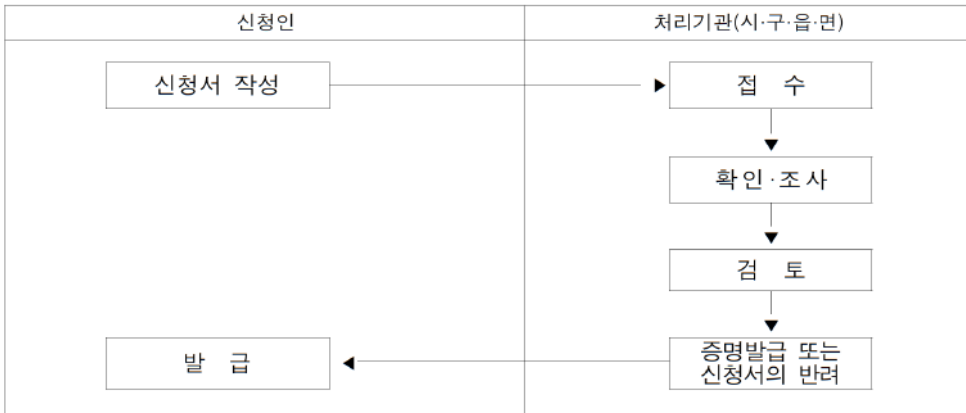 신청인
처리기관(시·구·읍·면)
신청서 작성
접 수
확인·조사
검 토
증명발급 또는
신청서의 반려
발 급